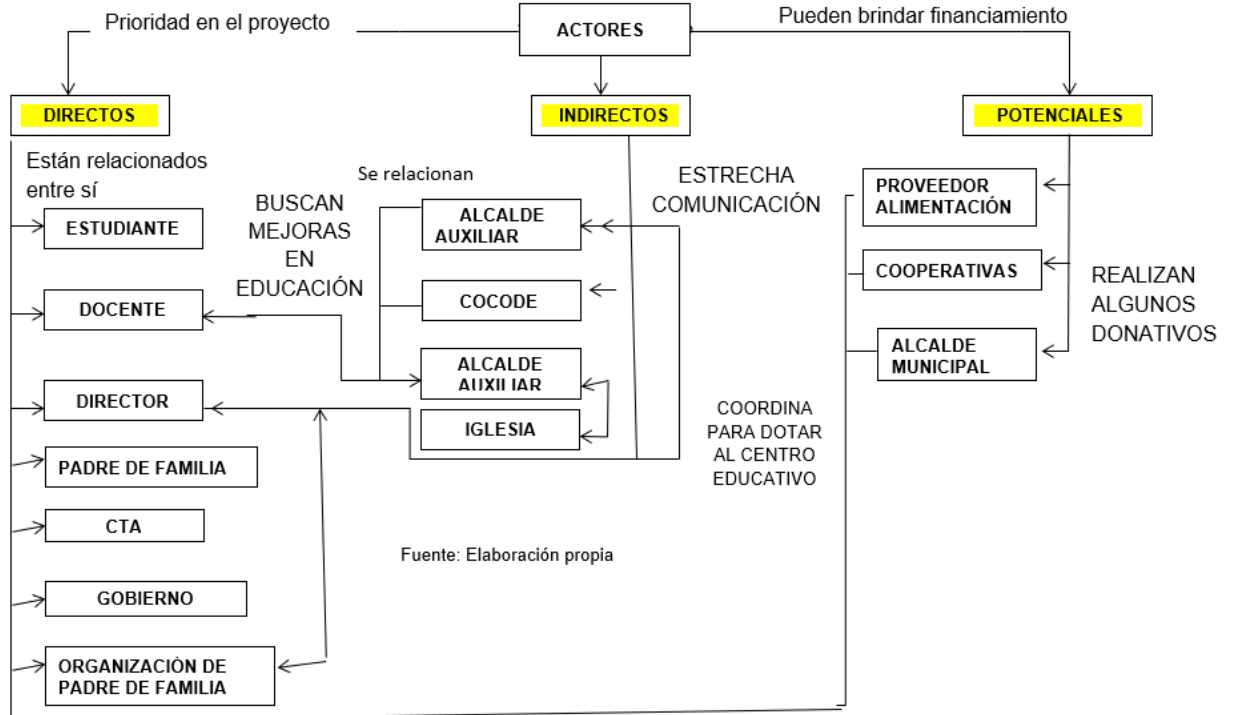 Prioridad en el proyecto
ACTORES
Pueden brindar financiamiento
DIRECTOS
INDIRECTOS
POTENCIALES
Están relacionados
entre sí
ESTUDIANTE
DOCENTE
DIRECTOR
PADRE DE FAMILIA
CTA
GOBIERNO
ORGANIZACIÓN DE
PADRE DE FAMILIA
BUSCAN
MEJORAS
EN
EDUCACIÓN
Se relacionan
ALCALDE
AUXILIAR
COCODE
ALCALDE
AUXILIAR
IGLESIA
Fuente: Elaboración propia
ESTRECHA
COMUNICACIÓN
COORDINA
PARA DOTAR
AL CENTRO
EDUCATIVO
PROVEEDOR
ALIMENTACIÓN
COOPERATIVAS
ALCALDE
MUNICIPAL
REALIZAN
ALGUNOS
DONATIVOS